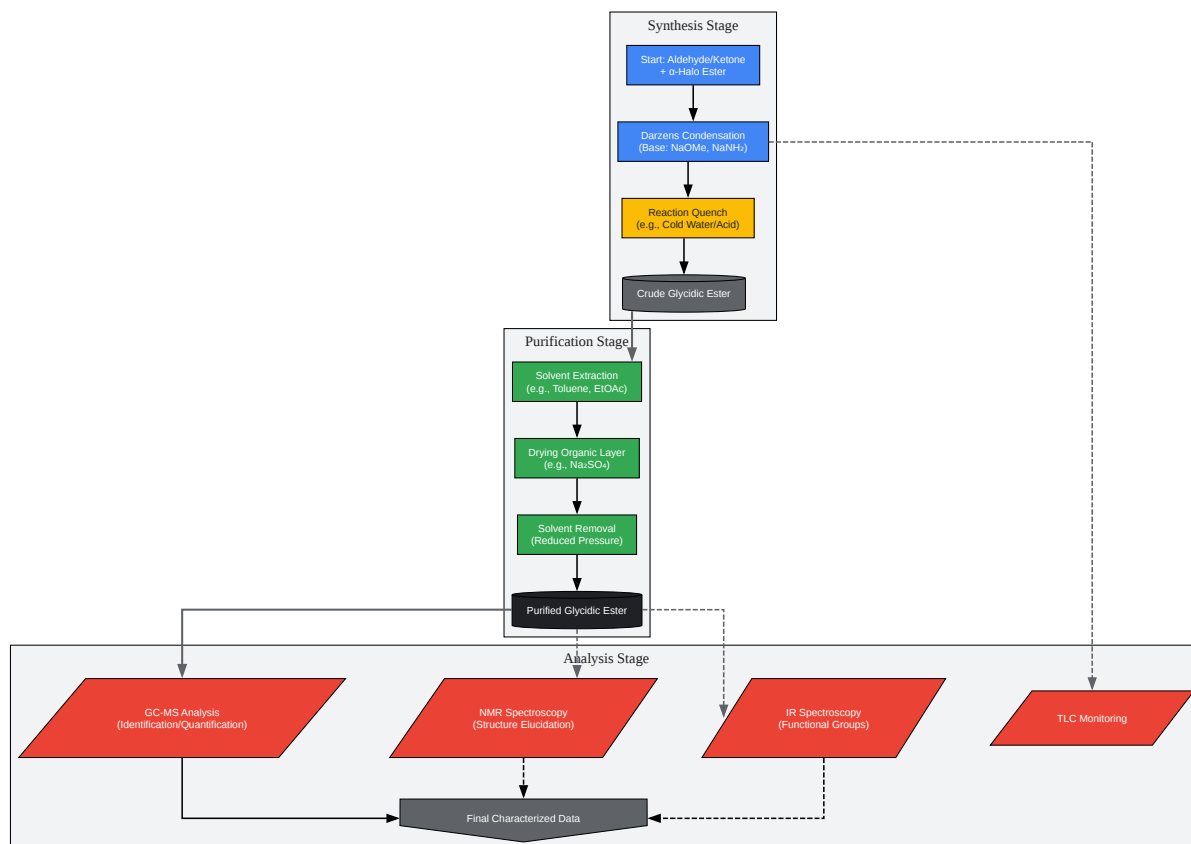 Synthesis Stage
Start: Aldehyde/Ketone
+ α-Halo Ester
Darzens Condensation
(Base: NaOMe, NaNH₂)
Reaction Quench
(e.g., Cold Water/Acid)
Crude Glycidic Ester
Purification Stage
Solvent Extraction
(e.g., Toluene, EtOAc)
Drying Organic Layer
(e.g., Na₂SO₄)
Solvent Removal
(Reduced Pressure)
Purified Glycidic Ester
Analysis Stage
GC-MS Analysis
(Identification/Quantification)
NMR Spectroscopy
(Structure Elucidation)
IR Spectroscopy
(Functional Groups)
TLC Monitoring
Final Characterized Data